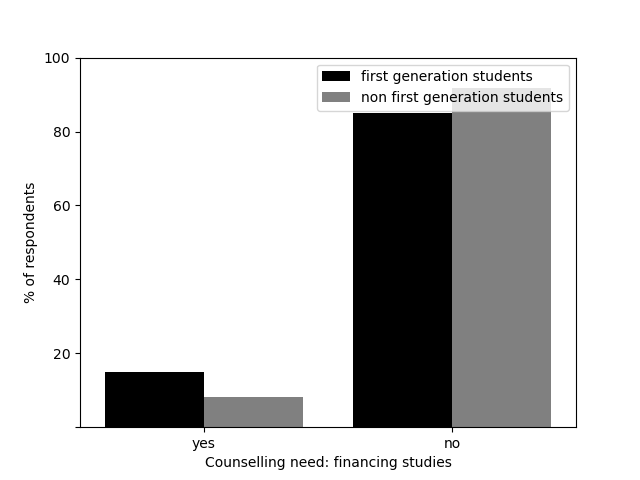 100
80
60
40
20
% of respondents
first generation students
non first generation students
yes
no
Counselling need: financing studies